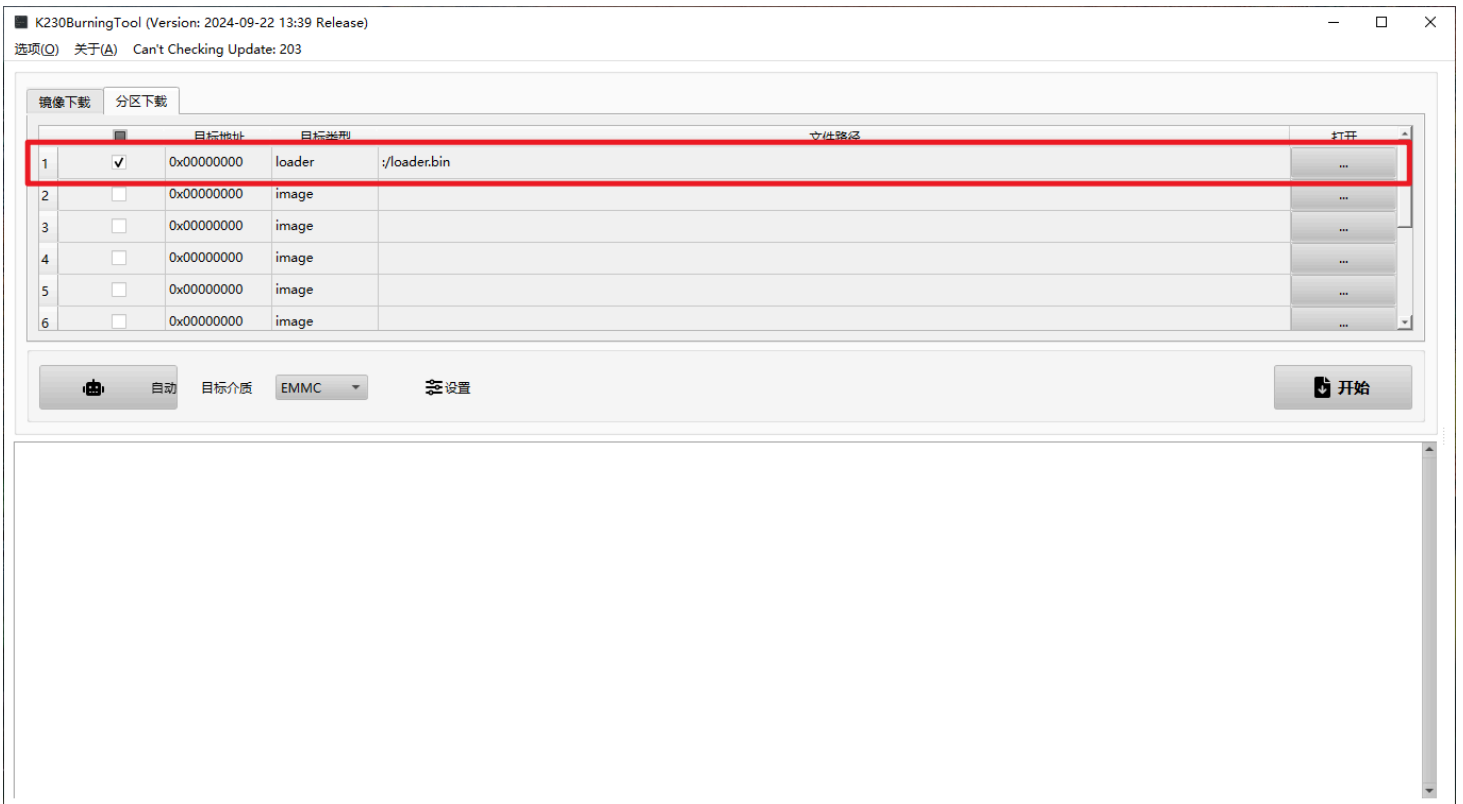 K230BurningTool (Version: 2024-09-22 13:39 Release)
选项(O) 关于(A) Can't Checking Update: 203
镜像下载 分区下载
目标地址 目标类型 文件路径 打开
1 0x00000000 loader :/loader.bin ...
2 0x00000000 image ...
3 0x00000000 image ...
4 0x00000000 image ...
5 0x00000000 image ...
6 0x00000000 image ...
自动 目标介质 EMMC 设置 开始